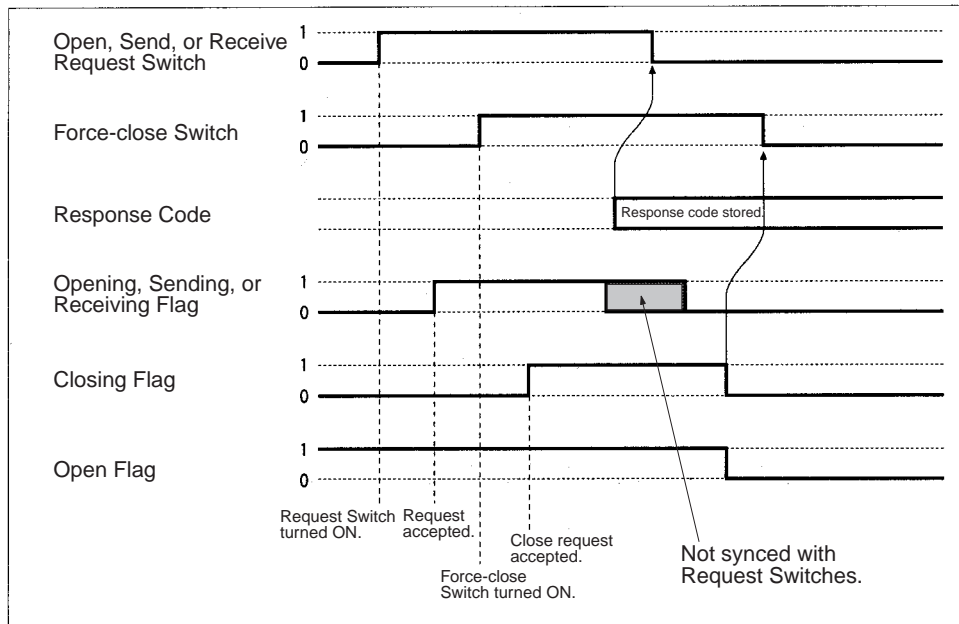 Open, Send, or Receive
Request Switch
1
0
Force-close Switch
1
0
Response Code
Response code stored.
Opening, Sending, or
Receiving Flag
1
0
Closing Flag
1
0
Open Flag
1
0
Request Switch
turned ON.
Request
accepted.
Close request
accepted.
Force-close
Switch turned ON.
Not synced with
Request Switches.